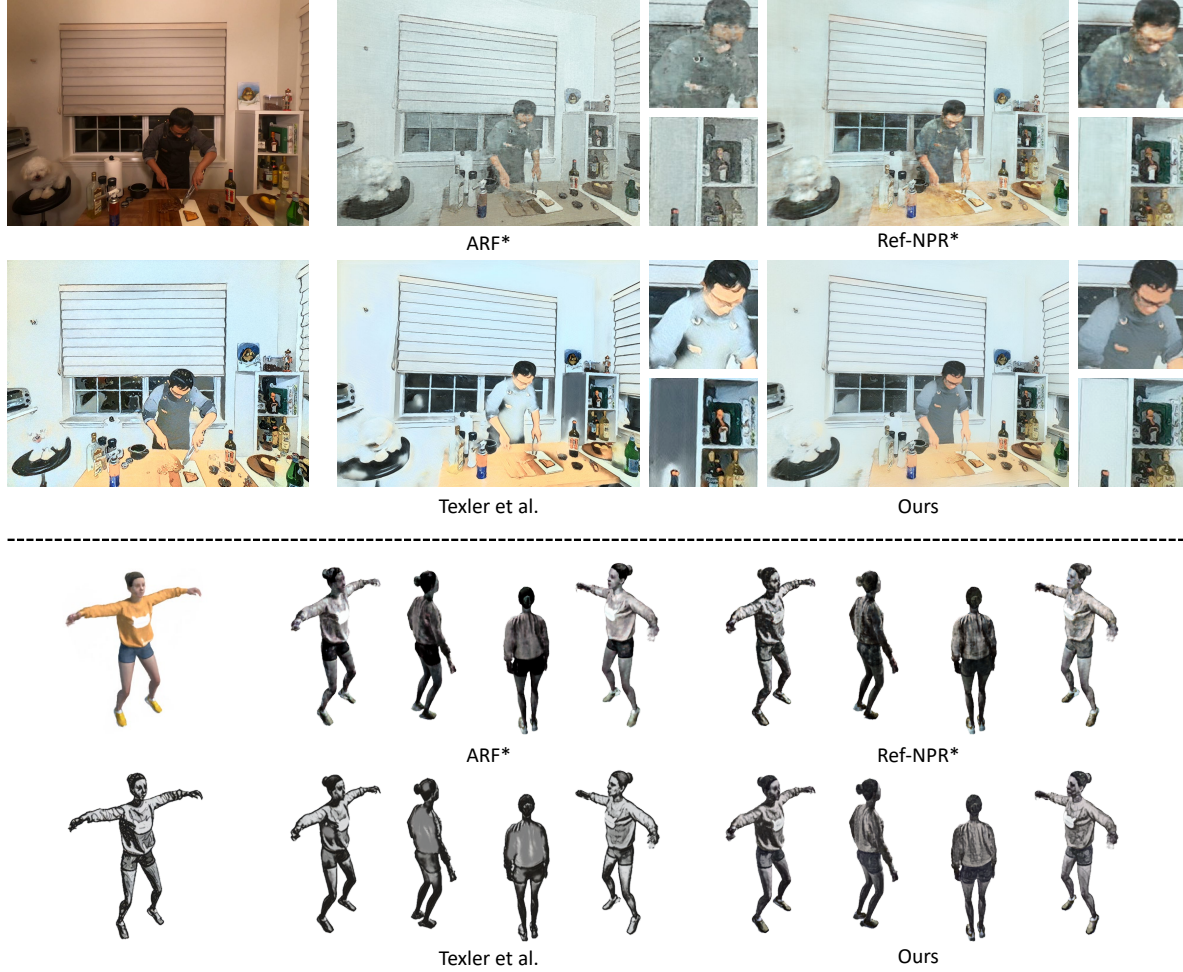 ARF*
Ref-NPR*
Texler et al.
Ours
ARF*
Ref-NPR*
Texler et al.
Ours